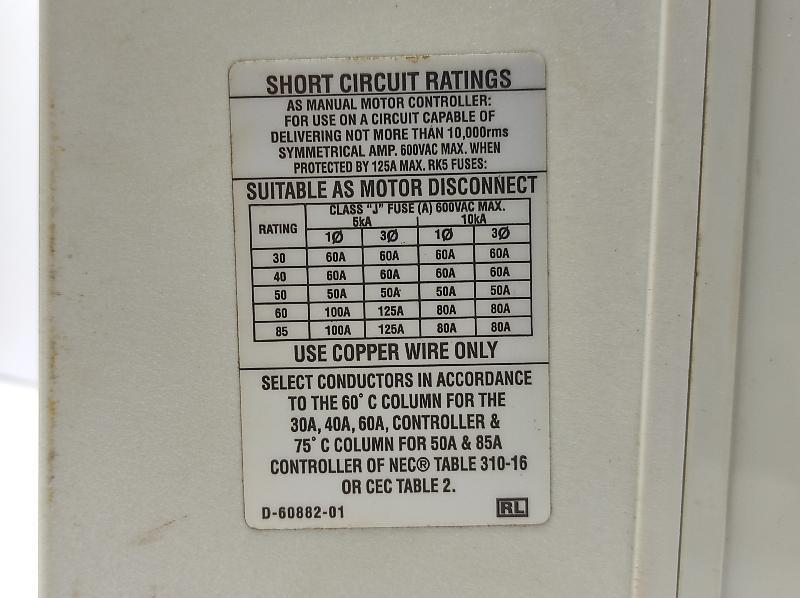 SHORT CIRCUIT RATINGS
AS MANUAL MOTOR CONTROLLER:
FOR USE ON A CIRCUIT CAPABLE OF
DELIVERING NOT MORE THAN 10,000rms
SYMMETRICAL AMP. 600VAC MAX. WHEN
PROTECTED BY 125A MAX. RK5 FUSES:
SUITABLE AS MOTOR DISCONNECT
RATING CLASS "J" FUSE (A) 600VAC MAX.
5kA 10kA
1Ø 3Ø 1Ø 3Ø
30 60A 60A 60A 60A
40 60A 60A 60A 60A
50 50A 50A 50A 50A
60 100A 125A 80A 80A
85 100A 125A 80A 80A
USE COPPER WIRE ONLY
SELECT CONDUCTORS IN ACCORDANCE
TO THE 60° C COLUMN FOR THE
30A, 40A, 60A, CONTROLLER &
75° C COLUMN FOR 50A & 85A
CONTROLLER OF NEC® TABLE 310-16
OR CEC TABLE 2.
D-60882-01 RL